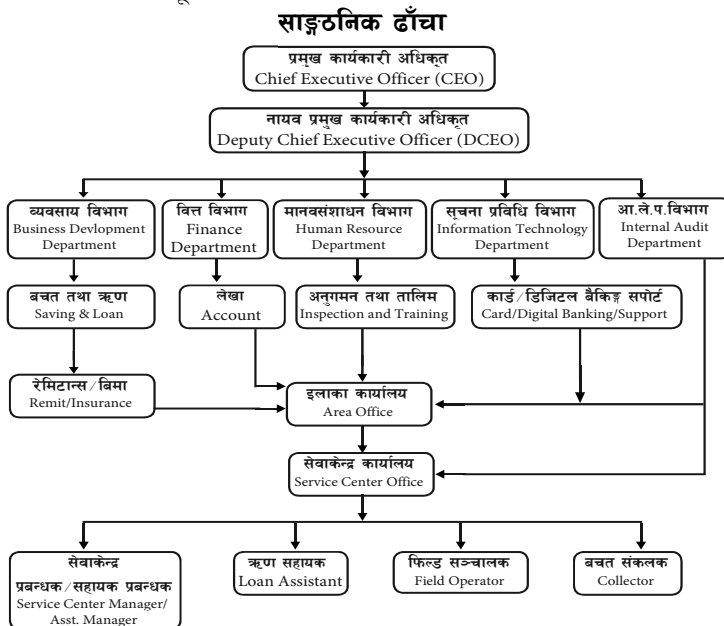 साङ्गठनिक ढाँचा
प्रमुख कार्यकारी अधिकृत
Chief Executive Officer (CEO)
नायव प्रमुख कार्यकारी अधिकृत
Deputy Chief Executive Officer (DCEO)
व्यवसाय विभाग
Business Devlopment
Department
वित्त विभाग
Finance
Department
मानवसंशाधन विभाग
Human Resource
Department
सूचना प्रविधि विभाग
Information Technology
Department
आ.ले.प.विभाग
Internal Audit
Department
बचत तथा ऋण
Saving & Loan
लेखा
Account
अनुगमन तथा तालिम
Inspection and Training
कार्ड/डिजिटल बैकिङ्ग सपोर्ट
Card/Digital Banking/Support
रेमिटान्स/बिमा
Remit/Insurance
इलाका कार्यालय
Area Office
सेवाकेन्द्र कार्यालय
Service Center Office
सेवाकेन्द्र
प्रबन्धक/सहायक प्रबन्धक
Service Center Manager/
Asst. Manager
ऋण सहायक
Loan Assistant
फिल्ड सञ्चालक
Field Operator
बचत संकलक
Collector